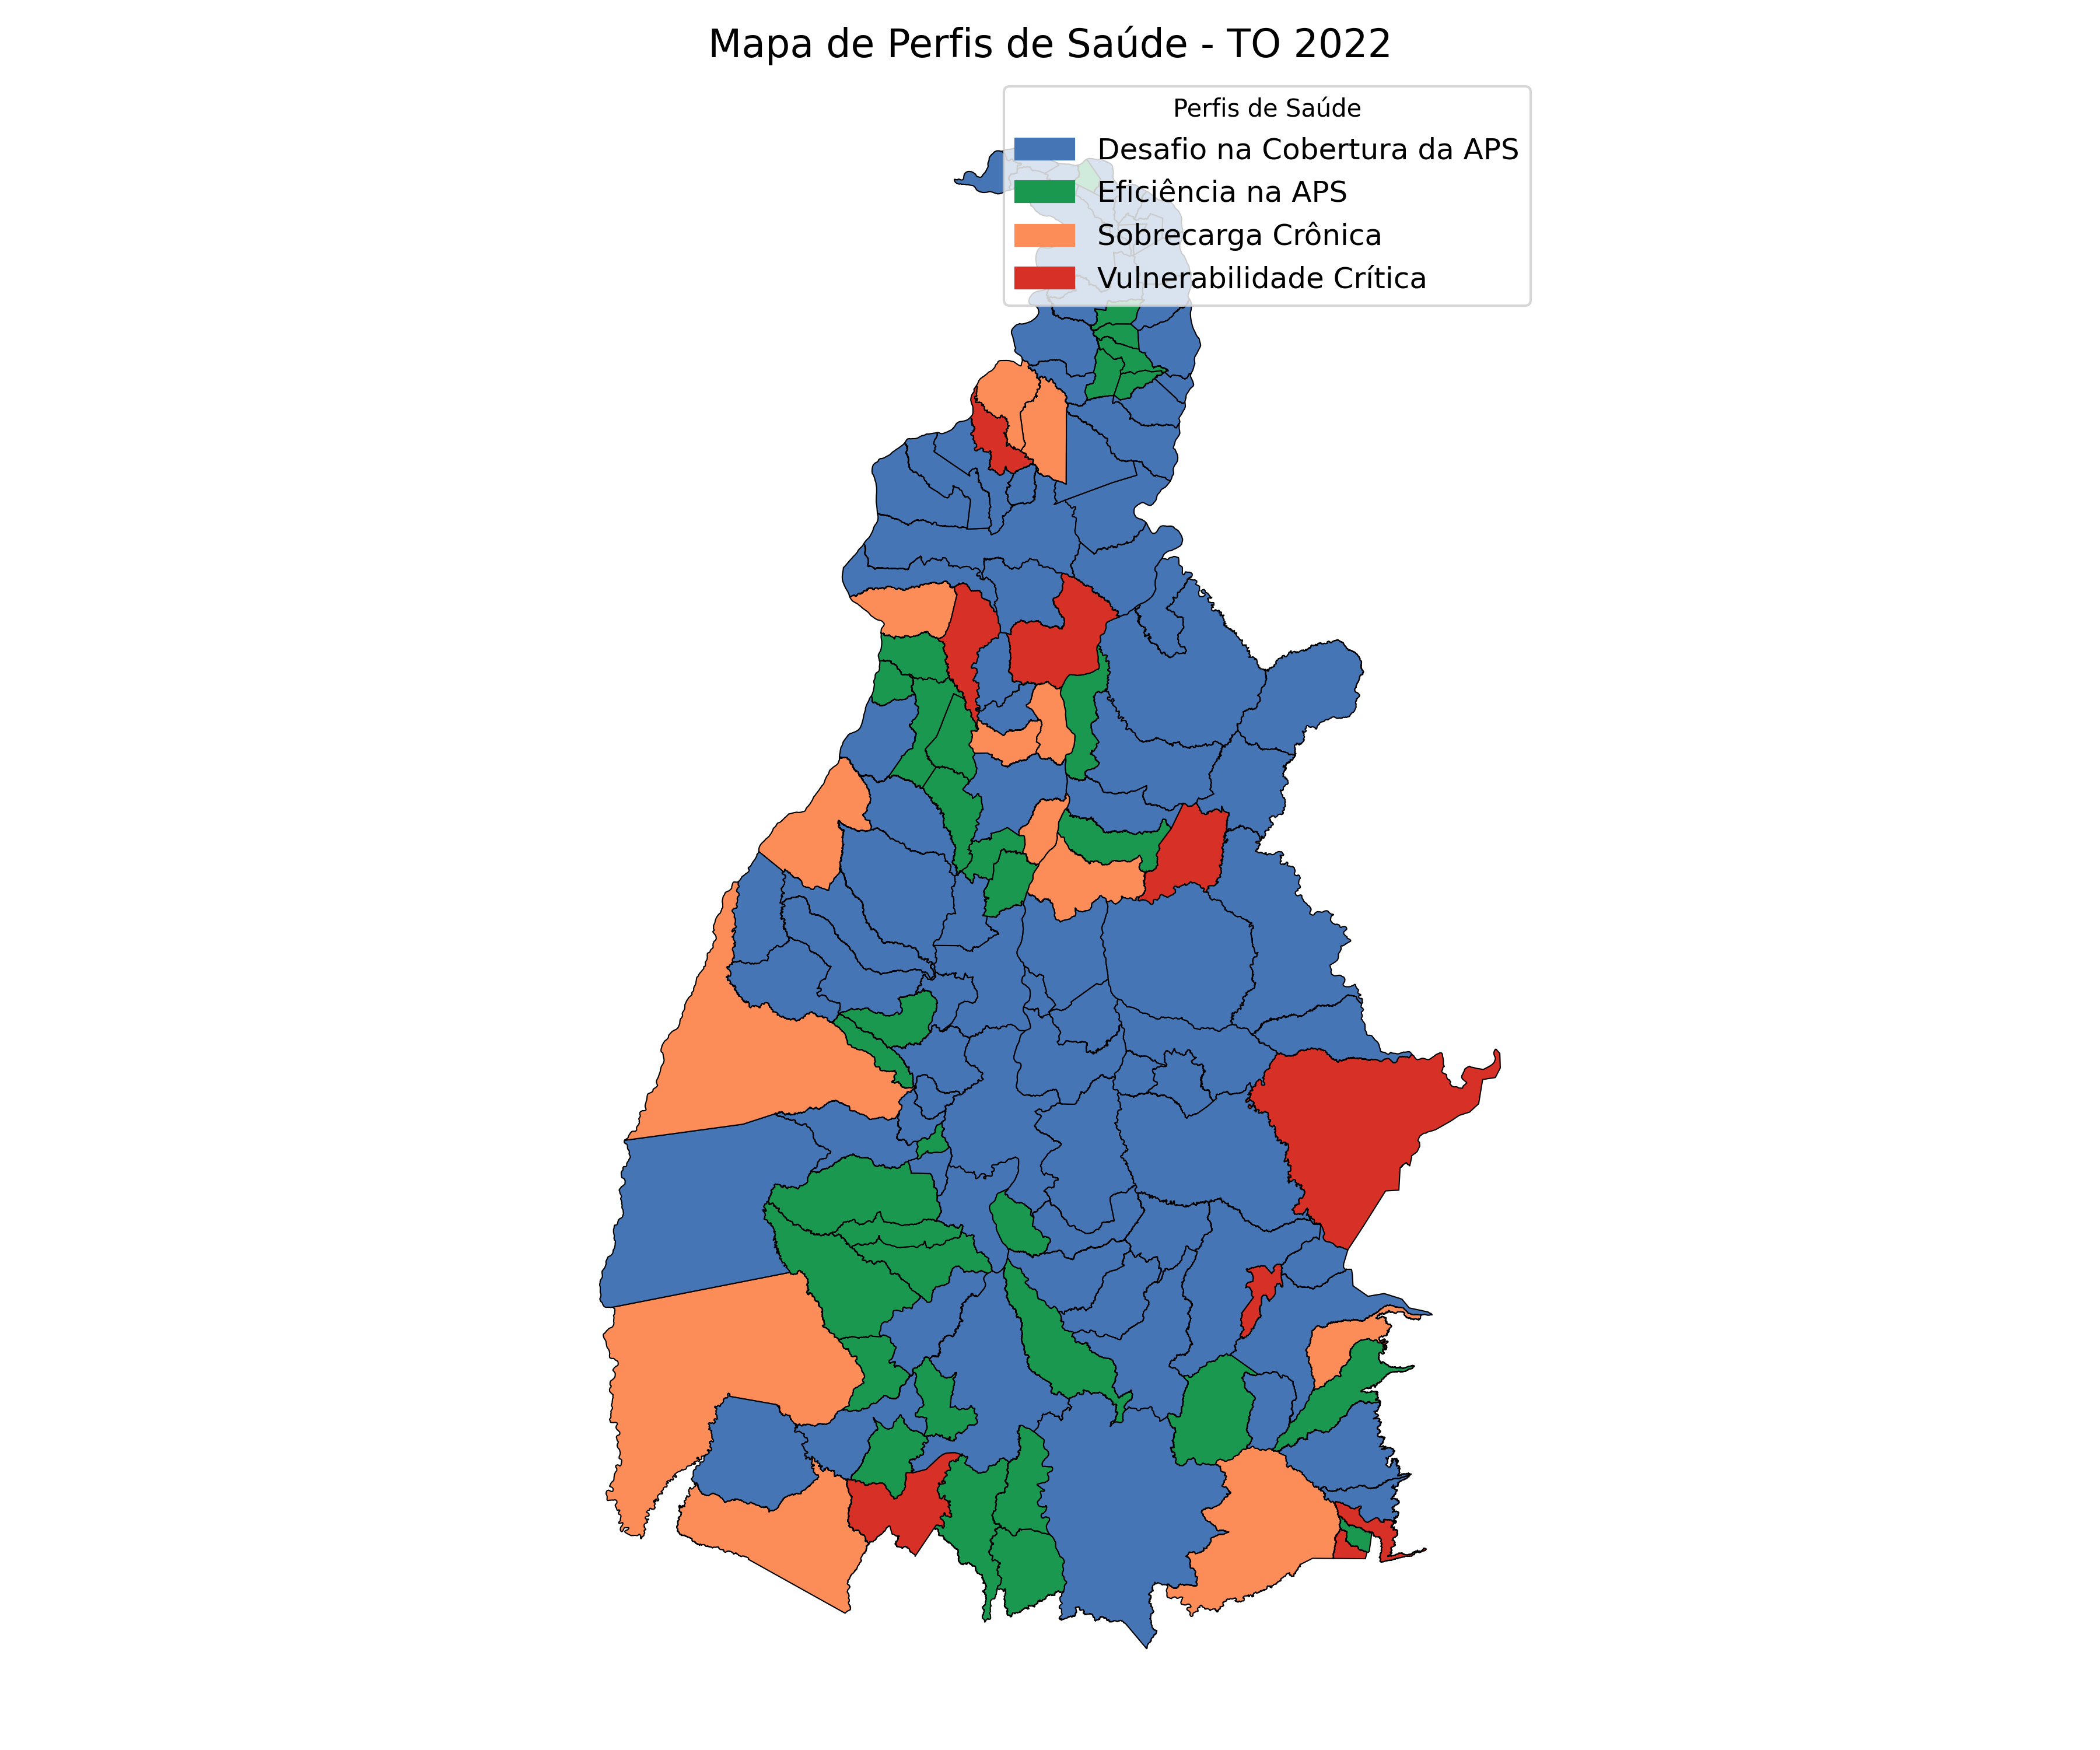 Mapa de Perfis de Saúde - TO 2022
Perfis de Saúde
Desafio na Cobertura da APS
Eficiência na APS
Sobrecarga Crônica
Vulnerabilidade Crítica